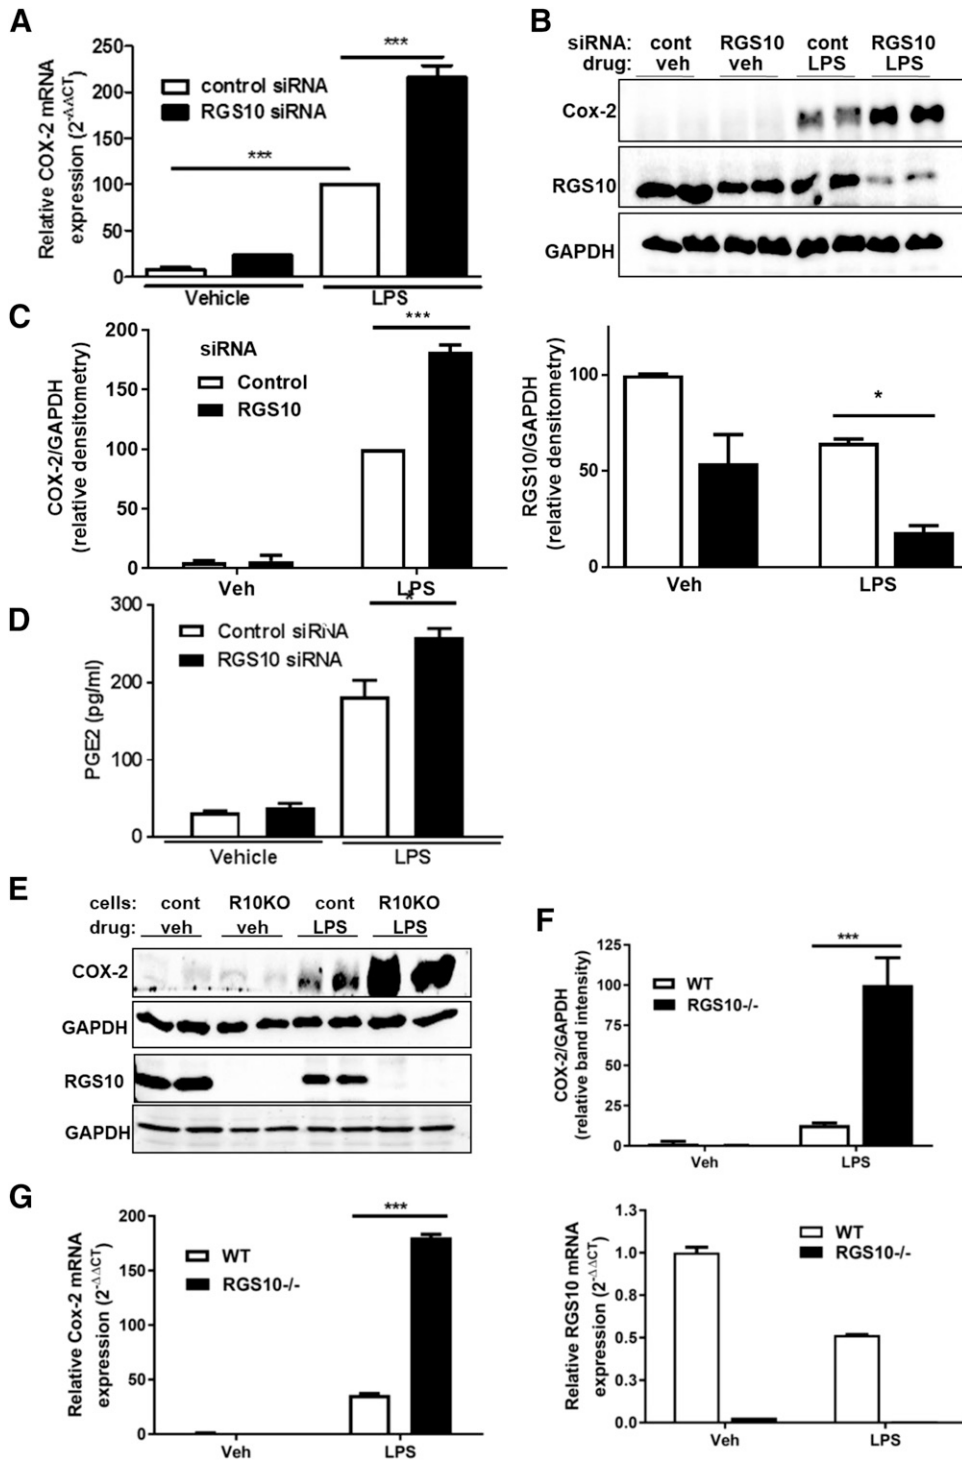 A
Relative COX-2 mRNA
expression (2-ΔΔCT)
250
200
150
100
50
0
control siRNA
RGS10 siRNA
***
***
Vehicle
LPS
B
siRNA: cont RGS10 cont RGS10
drug: veh veh LPS LPS
Cox-2
RGS10
GAPDH
C
COX-2/GAPDH
(relative densitometry)
200
150
100
50
0
siRNA
Control
RGS10
***
Veh
LPS
RGS10/GAPDH
(relative densitometry)
100
50
0
*
Veh
LPS
D
PGE2 (pg/ml)
300
200
100
0
Control siRNA
RGS10 siRNA
*
Vehicle
LPS
E
cells: cont R10KO cont R10KO
drug: veh veh LPS LPS
COX-2
GAPDH
RGS10
GAPDH
F
COX-2/GAPDH
(relative band intensity)
125
100
75
50
25
0
WT
RGS10-/-
***
Veh
LPS
G
Relative Cox-2 mRNA
expression (2-ΔΔCT)
200
150
100
50
0
WT
RGS10-/-
***
Veh
LPS
Relative RGS10 mRNA
expression (2-ΔΔCT)
1.3
1.0
0.8
0.5
0.3
0.0
WT
RGS10-/-
Veh
LPS